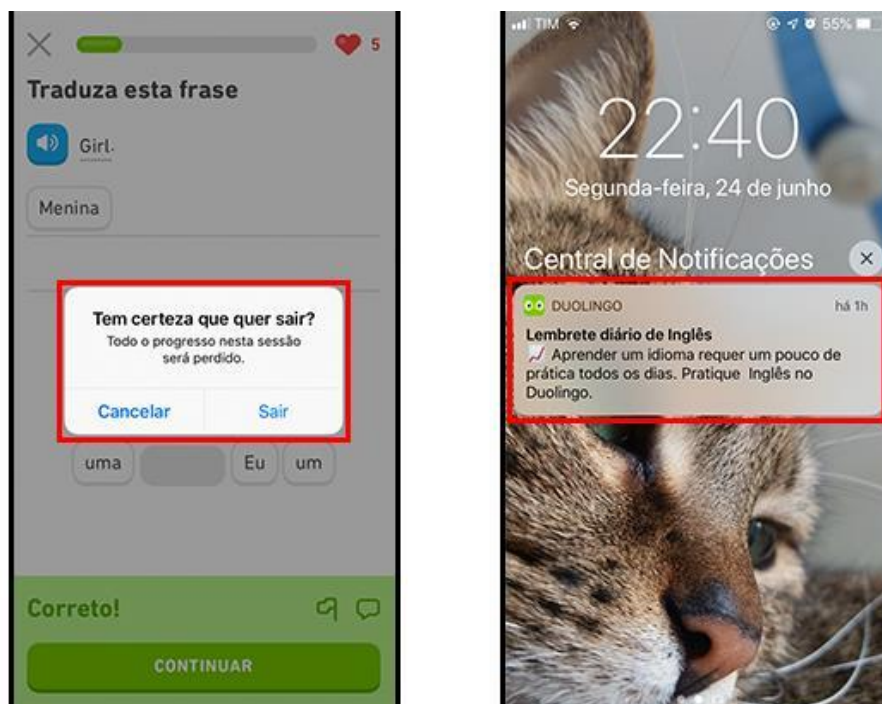 5
Traduza esta frase
Girl.
Menina
Tem certeza que quer sair?
Todo o progresso nesta sessão
será perdido.
Cancelar Sair
uma Eu um
Correto!
CONTINUAR
TIM 55%
22:40
Segunda-feira, 24 de junho
Central de Notificações
DUOLINGO há 1h
Lembrete diário de Inglês
📈 Aprender um idioma requer um pouco de
prática todos os dias. Pratique Inglês no
Duolingo.